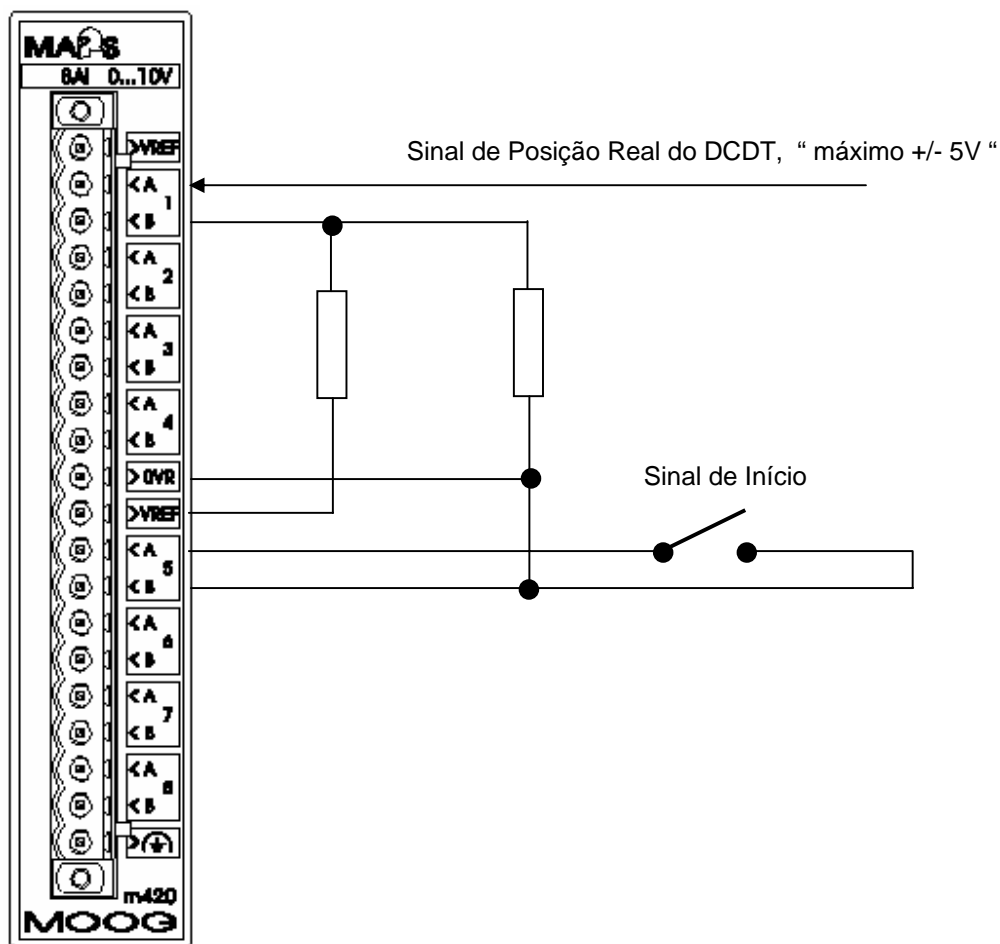 MAP-S
8AI 0...10V
>VREF
<A
1
<B
<A
2
<B
<A
3
<B
<A
4
<B
>0VR
>VREF
<A
5
<B
<A
6
<B
<A
7
<B
<A
8
<B
>
m420
MOOG
Sinal de Posição Real do DCDT, “ máximo +/- 5V “
Sinal de Início